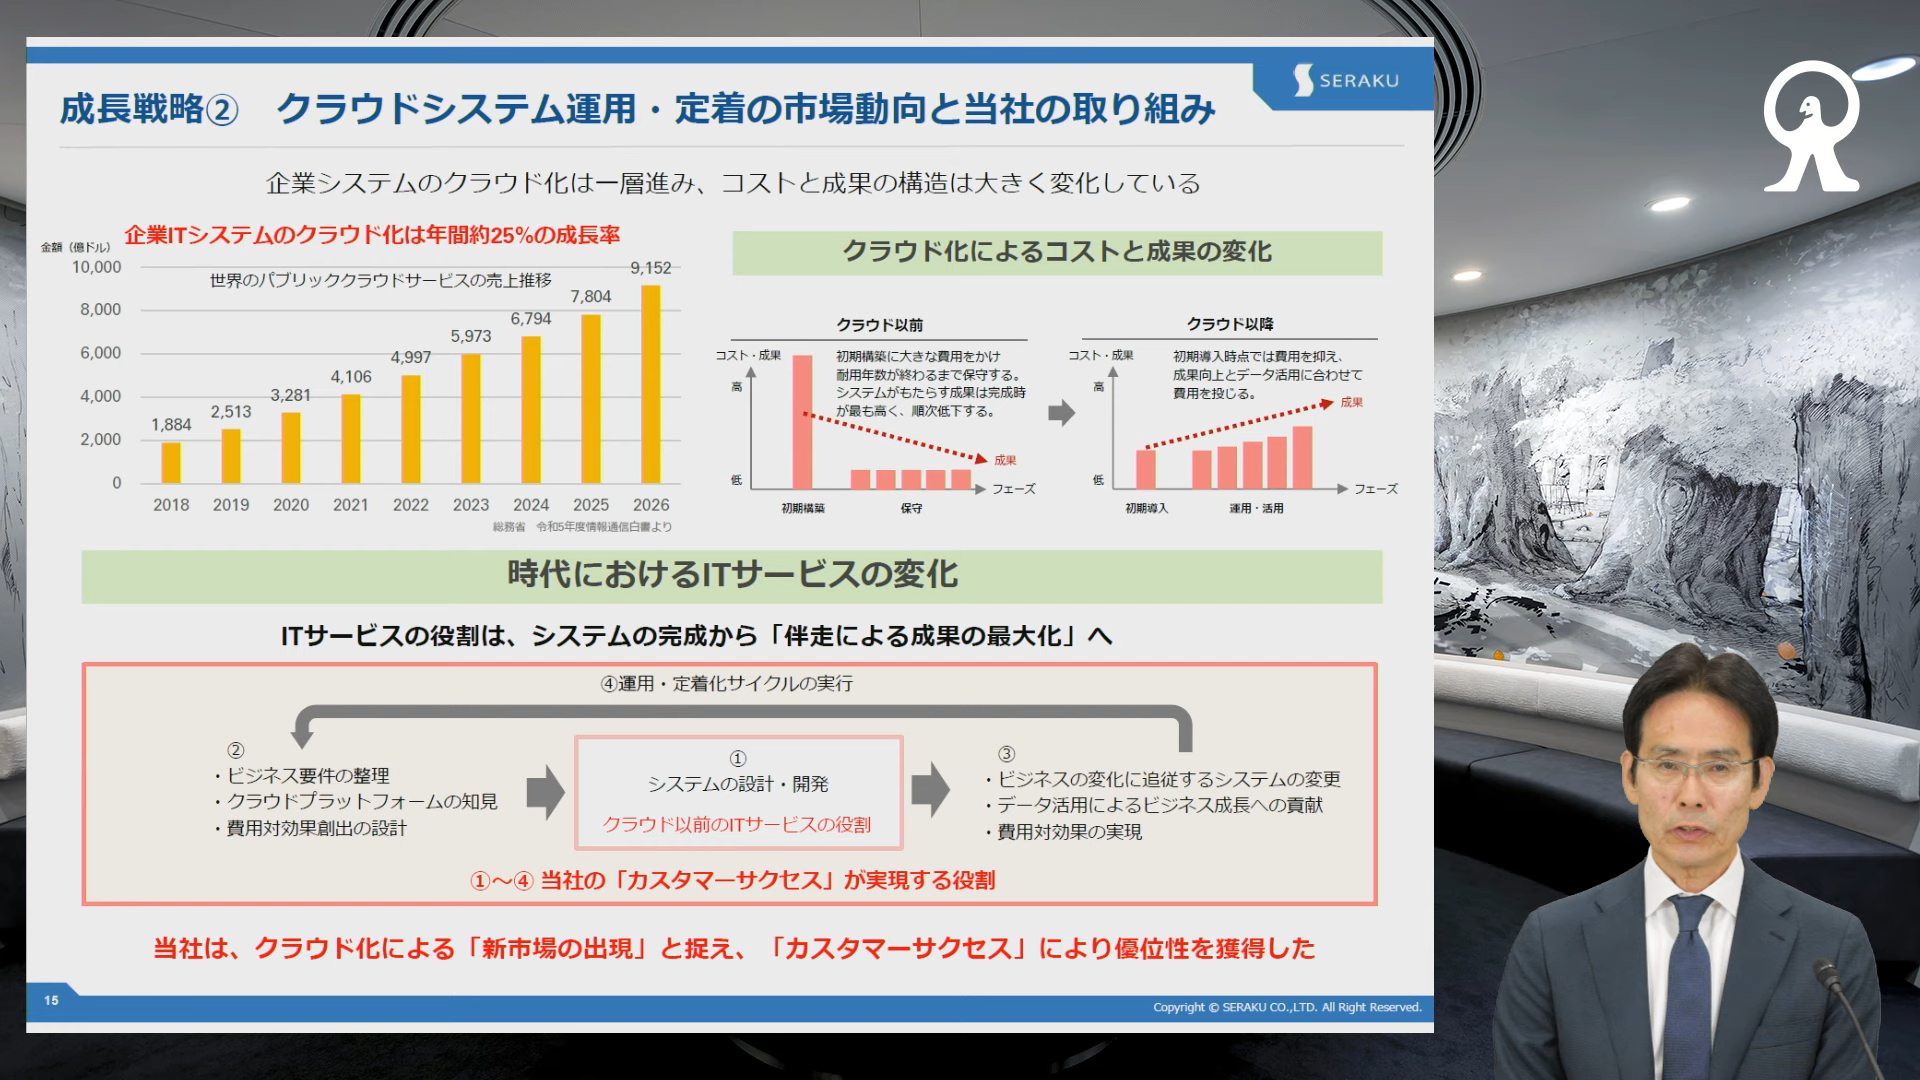 成長戦略② クラウドシステム運用・定着の市場動向と当社の取り組み
SERAKU
企業システムのクラウド化は一層進み、コストと成果の構造は大きく変化している
企業ITシステムのクラウド化は年間約25%の成長率
金額（億ドル）
世界のパブリッククラウドサービスの売上推移
10,000
8,000
6,000
4,000
2,000
0
1,884
2,513
3,281
4,106
4,997
5,973
6,794
7,804
9,152
2018 2019 2020 2021 2022 2023 2024 2025 2026
総務省 令和5年度情報通信白書より
クラウド化によるコストと成果の変化
クラウド以前
コスト・成果
高
低
初期構築に大きな費用をかけ
耐用年数が終わるまで保守する。
システムがもたらす成果は完成時
が最も高く、順次低下する。
成果
フェーズ
初期構築
保守
クラウド以降
コスト・成果
高
低
初期導入時点では費用を抑え、
成果向上とデータ活用に合わせて
費用を投じる。
成果
フェーズ
初期導入
運用・活用
時代におけるITサービスの変化
ITサービスの役割は、システムの完成から「伴走による成果の最大化」へ
④運用・定着化サイクルの実行
②
・ビジネス要件の整理
・クラウドプラットフォームの知見
・費用対効果創出の設計
①
システムの設計・開発
クラウド以前のITサービスの役割
③
・ビジネスの変化に追従するシステムの変更
・データ活用によるビジネス成長への貢献
・費用対効果の実現
①～④ 当社の「カスタマーサクセス」が実現する役割
当社は、クラウド化による「新市場の出現」と捉え、「カスタマーサクセス」により優位性を獲得した
15
Copyright © SERAKU CO.,LTD. All Right Reserved.